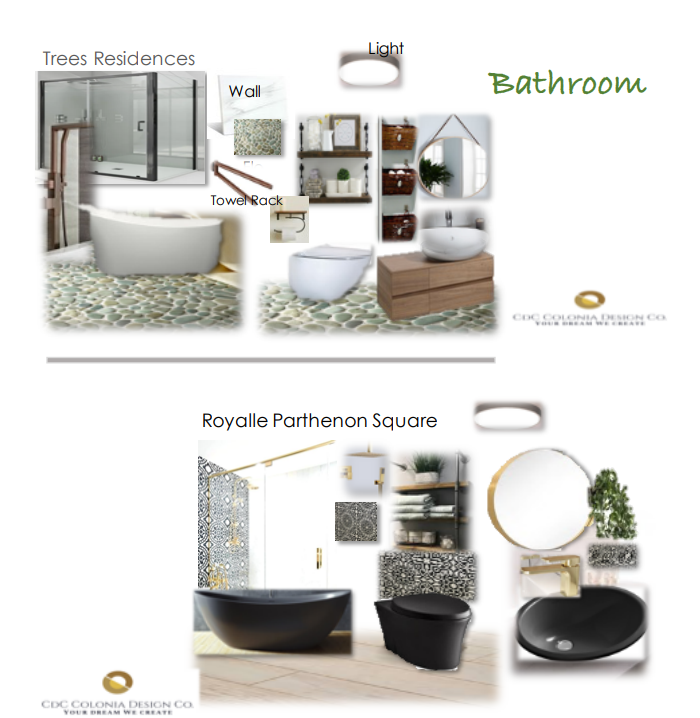 Light
Trees Residences
Bathroom
Wall
Towel Rack
CDC COLONIA DESIGN CO.
YOUR DREAM WE CREATE
Royalle Parthenon Square
CDC COLONIA DESIGN CO.
YOUR DREAM WE CREATE